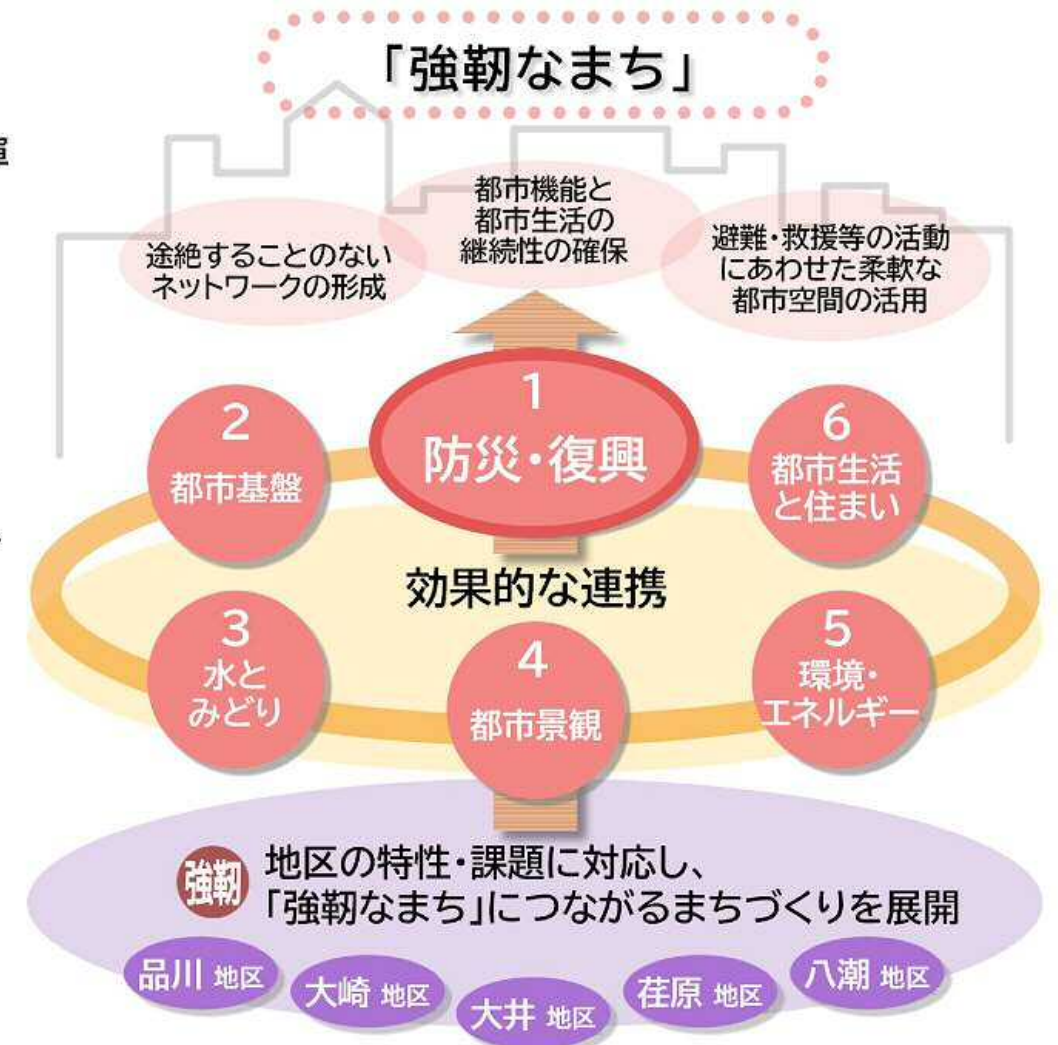 「強靭なまち」
途絶することのない
ネットワークの形成
都市機能と
都市生活の
継続性の確保
避難・救援等の活動
にあわせた柔軟な
都市空間の活用
1
防災・復興
2
都市基盤
6
都市生活
と住まい
効果的な連携
3
水と
みどり
4
都市景観
5
環境・
エネルギー
強靭
地区の特性・課題に対応し、
「強靭なまち」につながるまちづくりを展開
品川 地区
大崎 地区
大井 地区
荏原 地区
八潮 地区